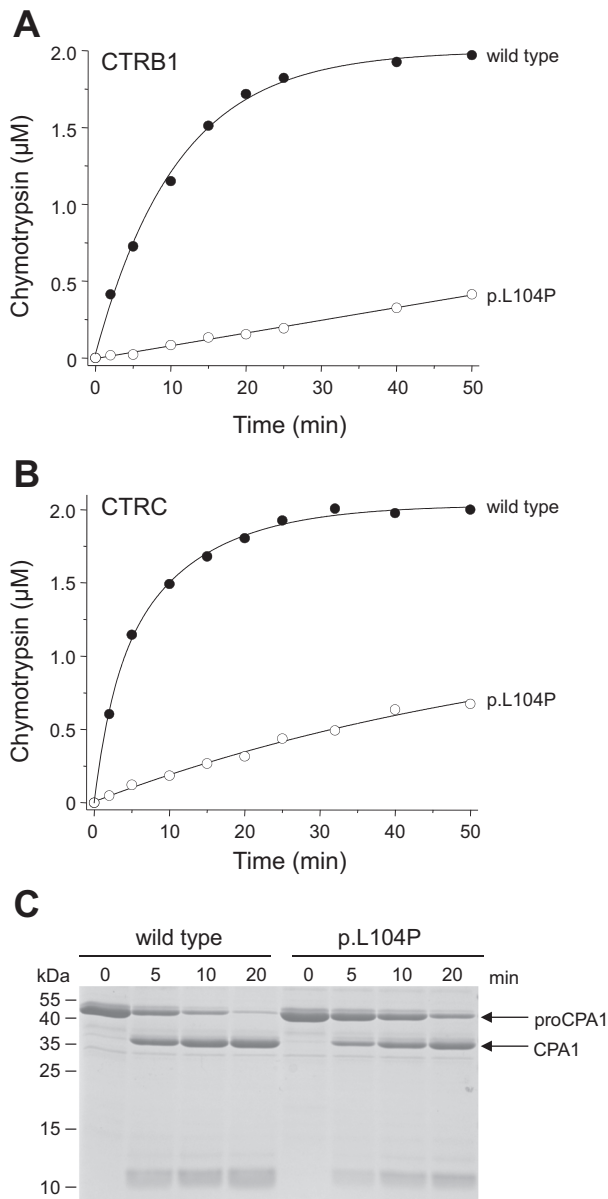 A
CTRB1
2.0
1.5
1.0
0.5
0
Chymotrypsin (µM)
wild type
p.L104P
0 10 20 30 40 50
Time (min)
B
CTRC
2.0
1.5
1.0
0.5
0
Chymotrypsin (µM)
wild type
p.L104P
0 10 20 30 40 50
Time (min)
C
wild type p.L104P
kDa 0 5 10 20 0 5 10 20 min
55
40
35
25
15
10
proCPA1
CPA1